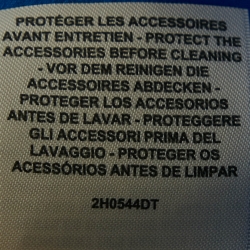 PROTÉGER LES ACCESSOIRES
AVANT ENTRETIEN - PROTECT THE
ACCESSORIES BEFORE CLEANING
- VOR DEM REINIGEN DIE
ACCESSOIRES ABDECKEN -
PROTEGER LOS ACCESORIOS
ANTES DE LAVAR - PROTEGGERE
GLI ACCESSORI PRIMA DEL
LAVAGGIO - PROTEGER OS
ACESSÓRIOS ANTES DE LIMPAR
2H0544DT